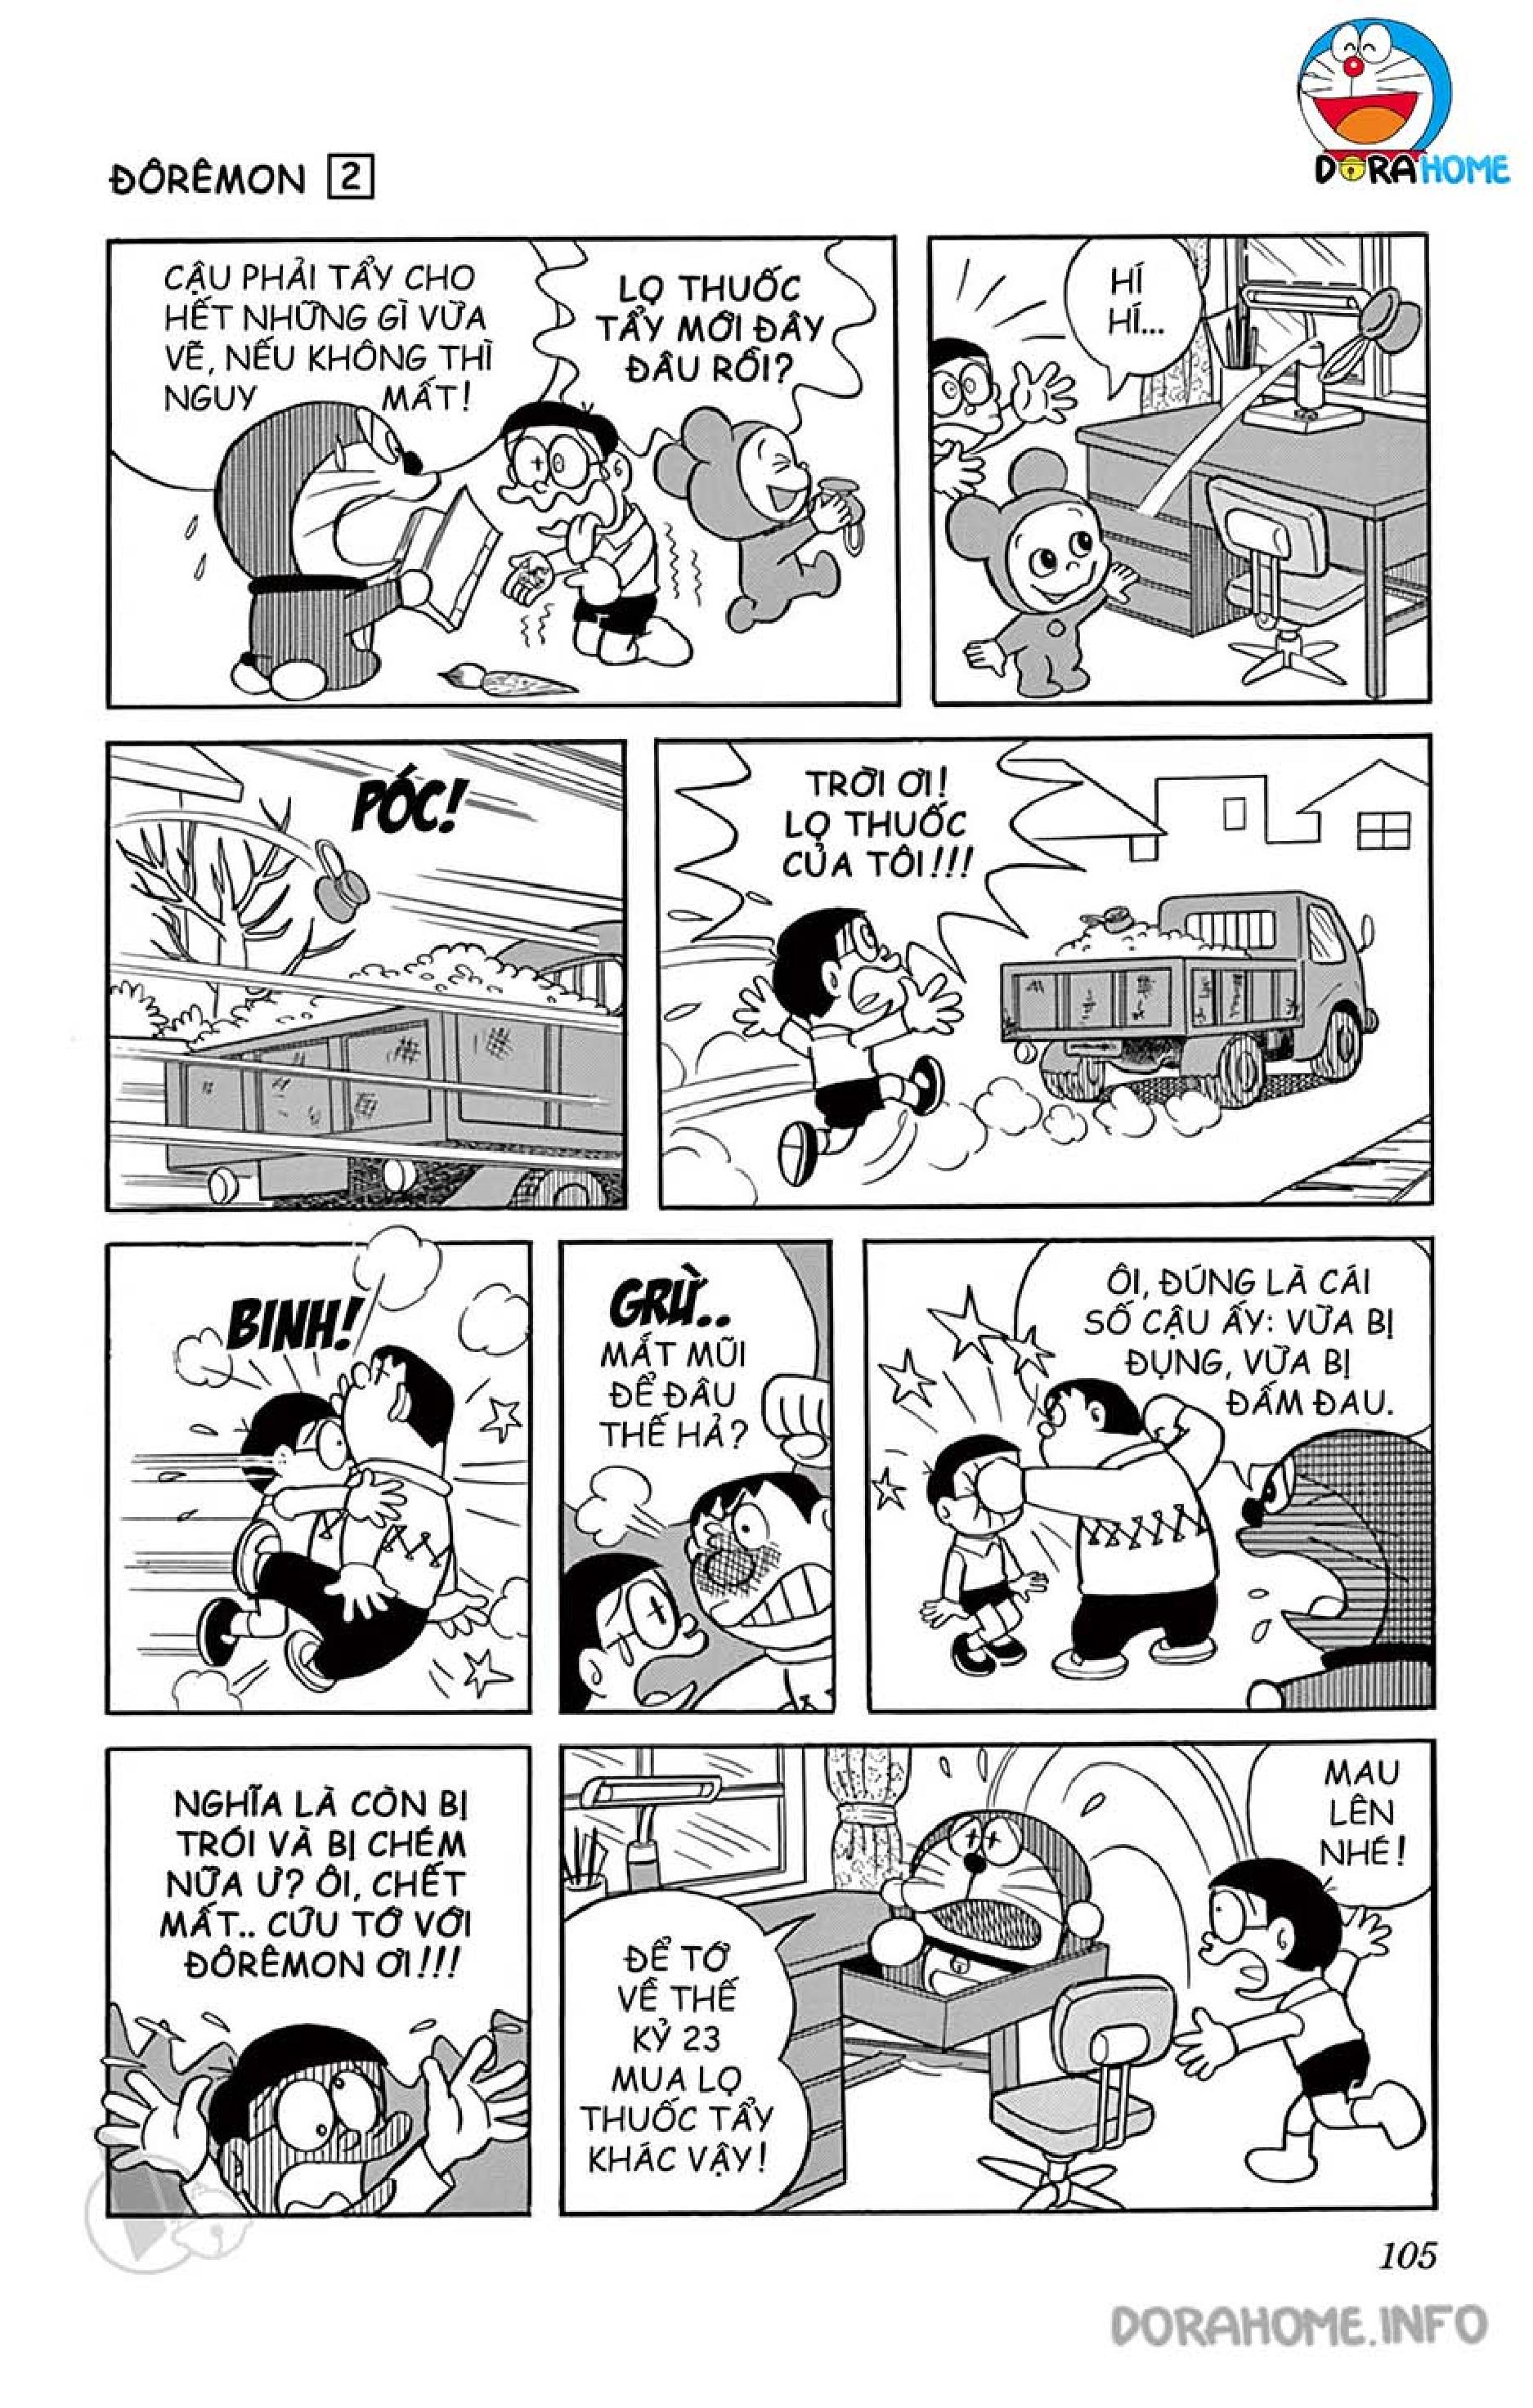 DORAHOME
ĐÔRÊMON 2
CẬU PHẢI TẨY CHO
HẾT NHỮNG GÌ VỪA
VẼ, NẾU KHÔNG THÌ
NGUY MẤT!
LỌ THUỐC
TẨY MỚI ĐÂY
ĐÂU RỒI?
HÍ
HÍ...
PÓC!
TRỜI ƠI!
LỌ THUỐC
CỦA TÔI!!!
BINH!
GRỪ..
MẮT MŨI
ĐỂ ĐÂU
THẾ HẢ?
ÔI, ĐÚNG LÀ CÁI
SỐ CẬU ẤY: VỪA BỊ
ĐỤNG, VỪA BỊ
ĐẤM ĐAU.
NGHĨA LÀ CÒN BỊ
TRÓI VÀ BỊ CHÉM
NỮA Ư? ÔI, CHẾT
MẤT.. CỨU TỚ VỚI
ĐÔRÊMON ƠI!!!
ĐỂ TỚ
VỀ THẾ
KỶ 23
MUA LỌ
THUỐC TẨY
KHÁC VẬY!
MAU
LÊN
NHÉ!
105
DORAHOME.INFO